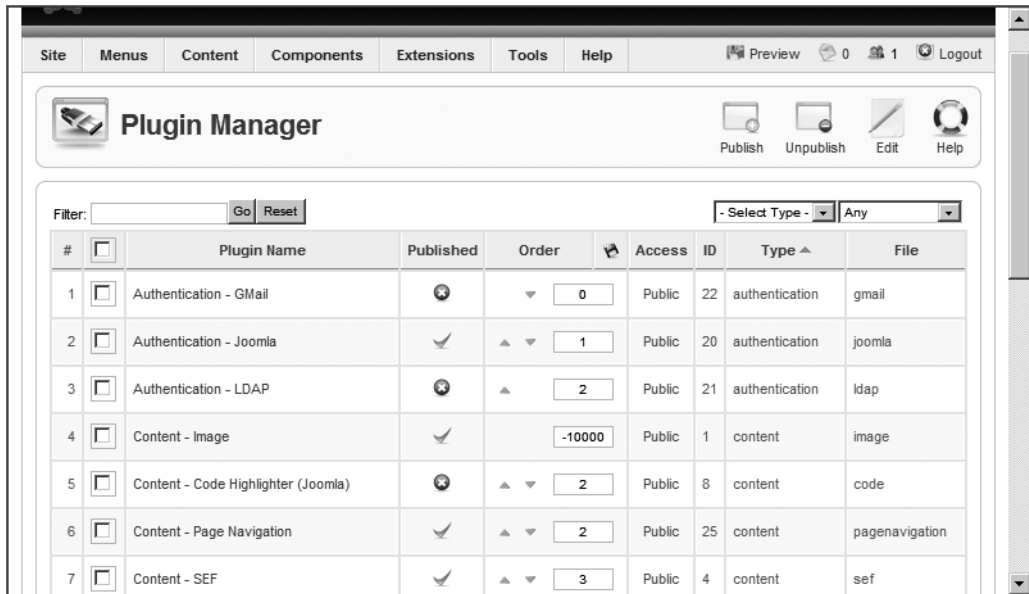 Site Menus Content Components Extensions Tools Help Preview 0 1 Logout
Plugin Manager
Publish Unpublish Edit Help
Filter: Go Reset - Select Type - Any
# Plugin Name Published Order Access ID Type File
1 Authentication - GMail 0 Public 22 authentication gmail
2 Authentication - Joomla 1 Public 20 authentication joomla
3 Authentication - LDAP 2 Public 21 authentication ldap
4 Content - Image -10000 Public 1 content image
5 Content - Code Highlighter (Joomla) 2 Public 8 content code
6 Content - Page Navigation 2 Public 25 content pagenavigation
7 Content - SEF 3 Public 4 content sef